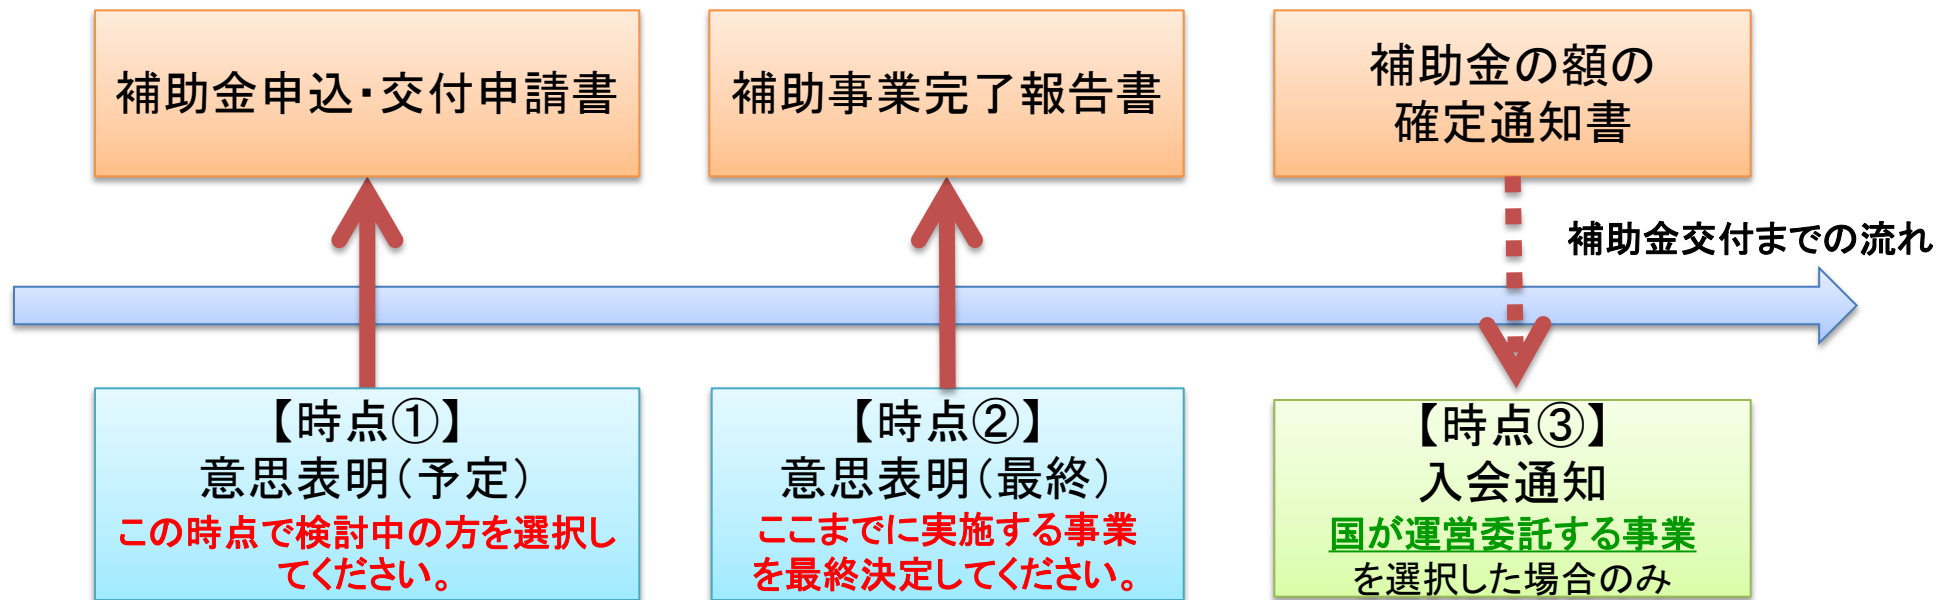 補助金申込・交付申請書
補助事業完了報告書
補助金の額の
確定通知書
補助金交付までの流れ
【時点①】
意思表明（予定）
この時点で検討中の方を選択し
てください。
【時点②】
意思表明（最終）
ここまでに実施する事業
を最終決定してください。
【時点③】
入会通知
国が運営委託する事業
を選択した場合のみ